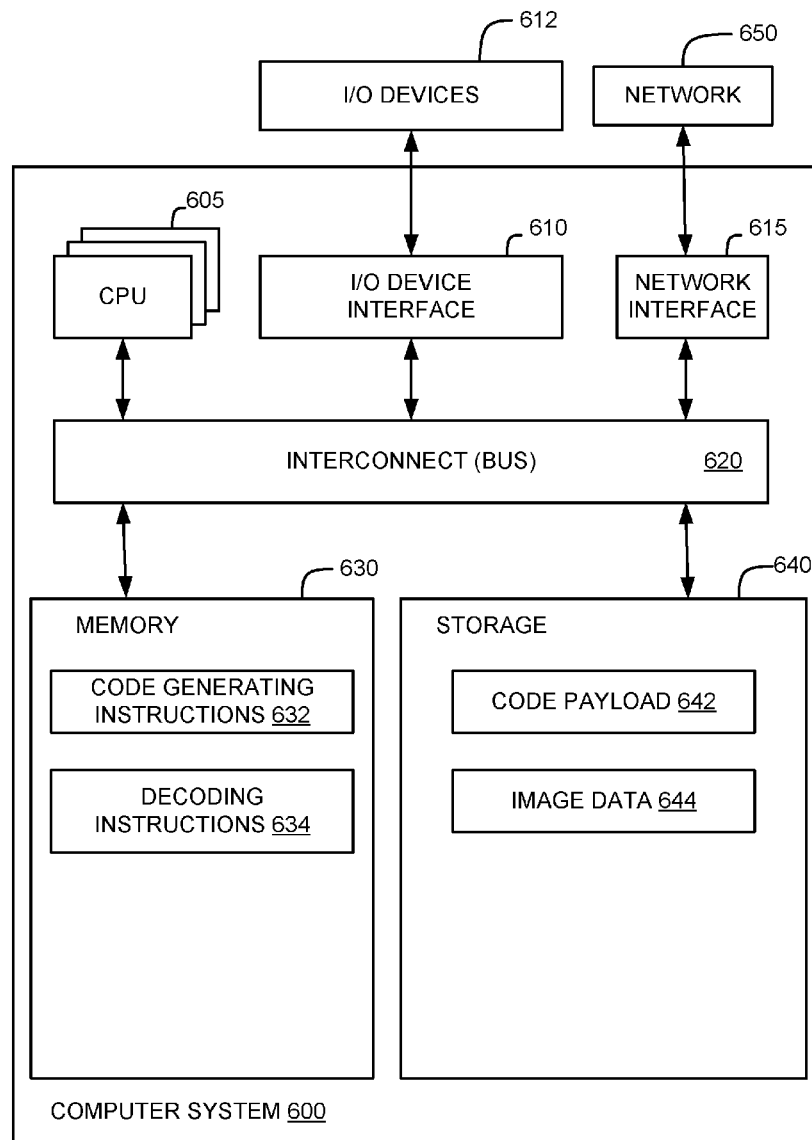 612
650
I/O DEVICES
NETWORK
605
610
615
CPU
I/O DEVICE
INTERFACE
NETWORK
INTERFACE
INTERCONNECT (BUS)
620
630
640
MEMORY
CODE GENERATING
INSTRUCTIONS 632
DECODING
INSTRUCTIONS 634
STORAGE
CODE PAYLOAD 642
IMAGE DATA 644
COMPUTER SYSTEM 600